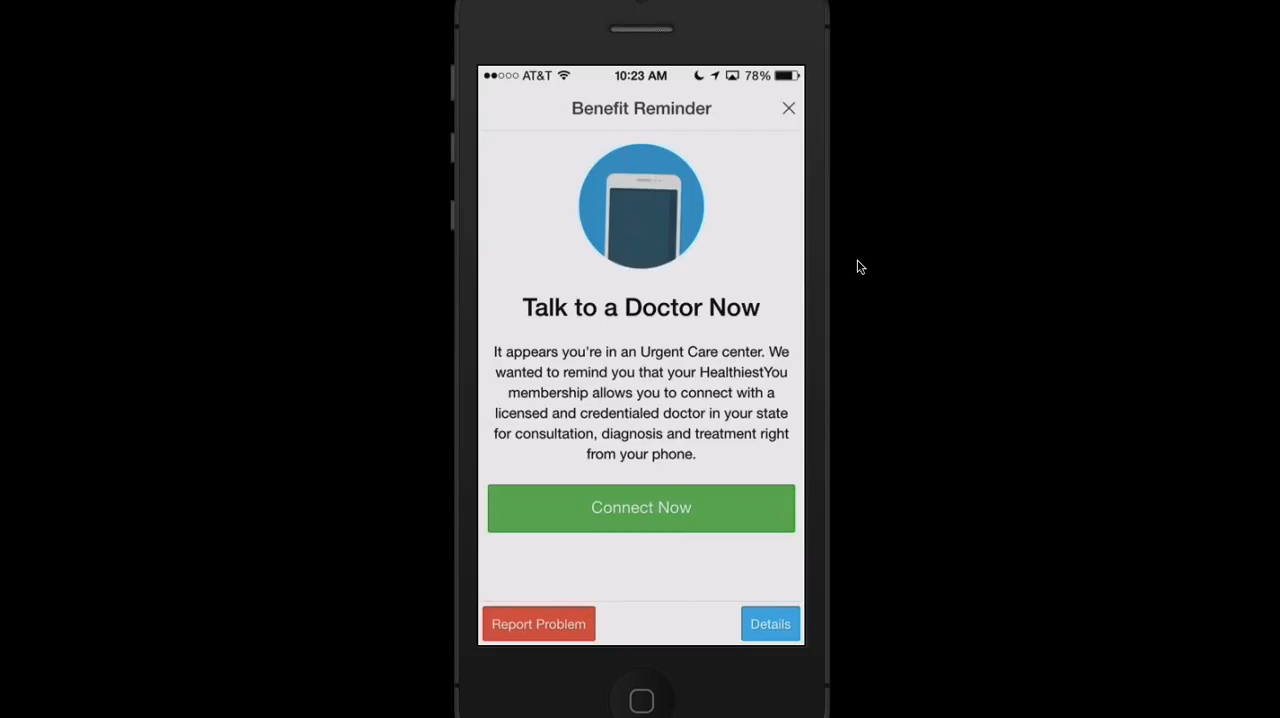 AT&T 10:23 AM 78%
Benefit Reminder
Talk to a Doctor Now
It appears you're in an Urgent Care center. We
wanted to remind you that your HealthiestYou
membership allows you to connect with a
licensed and credentialed doctor in your state
for consultation, diagnosis and treatment right
from your phone.
Connect Now
Report Problem Details